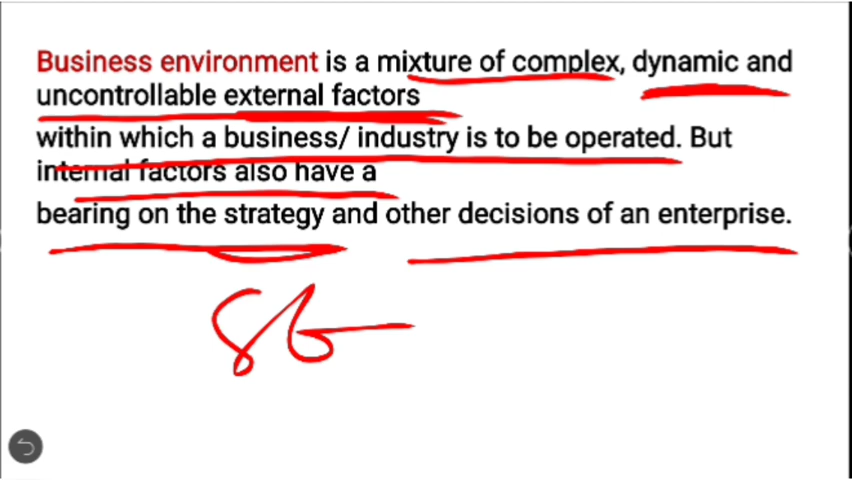 Business environment is a mixture of complex, dynamic and
uncontrollable external factors
within which a business/ industry is to be operated. But
internal factors also have a
bearing on the strategy and other decisions of an enterprise.